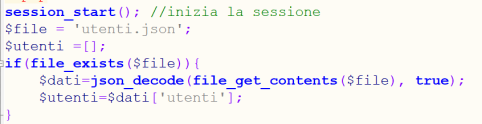 session_start(); //inizia la sessione
$file = 'utenti.json';
$utenti =[];
if(file_exists($file)){
    $dati=json_decode(file_get_contents($file), true);
    $utenti=$dati['utenti'];
}